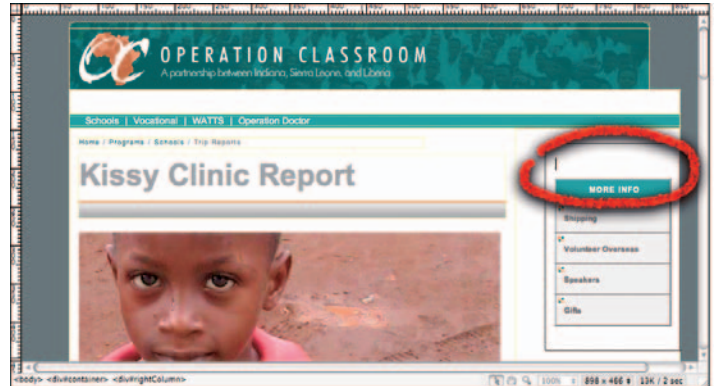 OPERATION CLASSROOM
A partnership between Indiana, Sierra Leone, and Liberia
Schools | Vocational | WATTS | Operation Doctor
Home / Programs / Schools / Trip Reports
Kissy Clinic Report
MORE INFO
Shipping
Volunteer Overseas
Speakers
Gifts
<body> <div#container> <div#rightColumn>
100% 898 x 466 13K / 2 sec